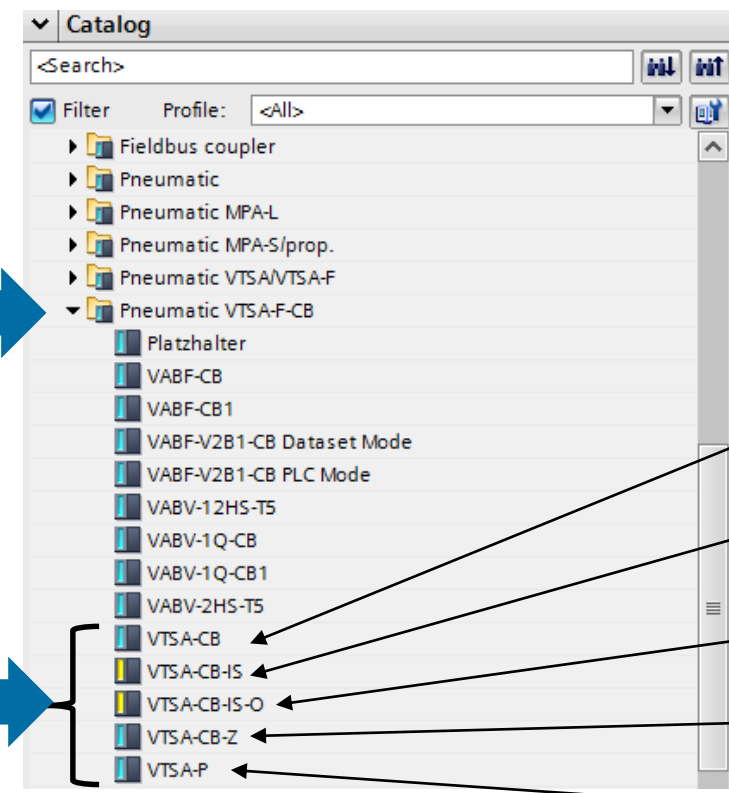 Catalog
<Search>
Filter Profile: <All>
Fieldbus coupler
Pneumatic
Pneumatic MPA-L
Pneumatic MPA-S/prop.
Pneumatic VTSA/VTSA-F
Pneumatic VTSA-F-CB
Platzhalter
VABF-CB
VABF-CB1
VABF-V2B1-CB Dataset Mode
VABF-V2B1-CB PLC Mode
VABV-12HS-T5
VABV-1Q-CB
VABV-1Q-CB1
VABV-2HS-T5
VTSA-CB
VTSA-CB-IS
VTSA-CB-IS-O
VTSA-CB-Z
VTSA-P